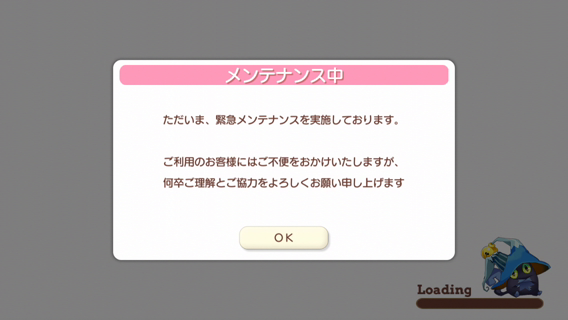 メンテナンス中
ただいま、緊急メンテナンスを実施しております。
ご利用のお客様にはご不便をおかけいたしますが、
何卒ご理解とご協力をよろしくお願い申し上げます
OK
Loading